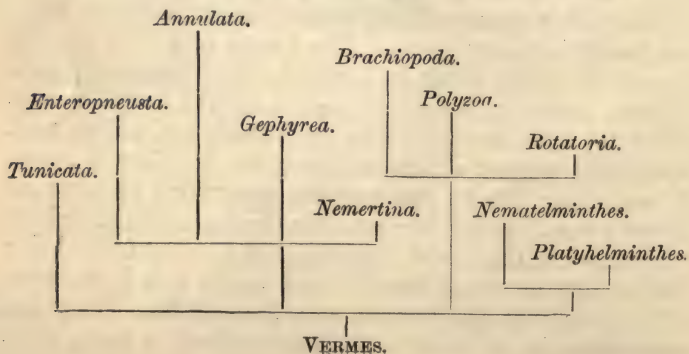 Annulata.
Brachiopoda.
Enteropneusta.
Polyzoa.
Gephyrea.
Rotatoria.
Tunicata.
Nemertina.
Nematelminthes.
Platyhelminthes.
VERMES.